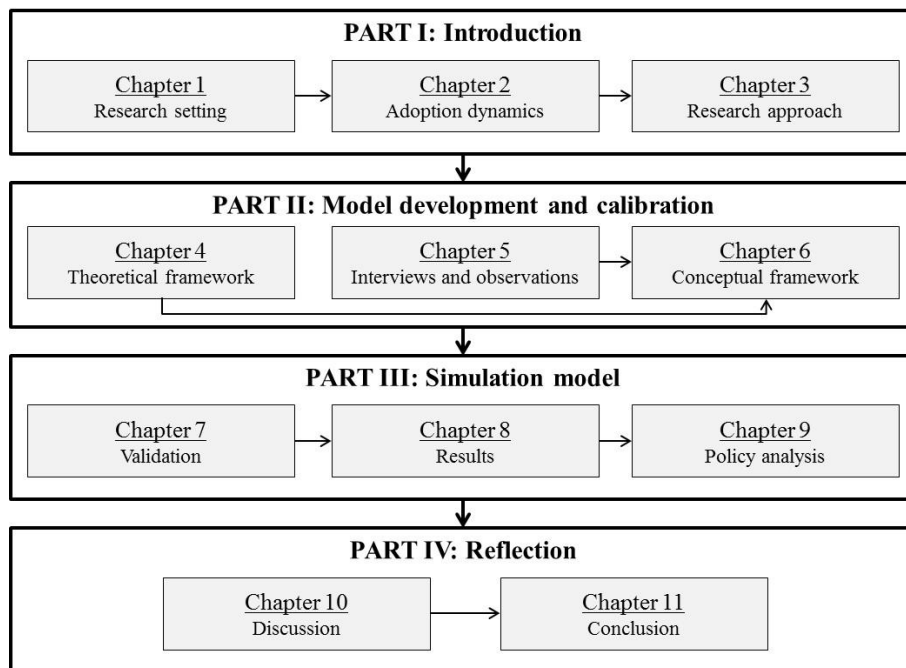 PART I: Introduction
Chapter 1
Research setting
Chapter 2
Adoption dynamics
Chapter 3
Research approach
PART II: Model development and calibration
Chapter 4
Theoretical framework
Chapter 5
Interviews and observations
Chapter 6
Conceptual framework
PART III: Simulation model
Chapter 7
Validation
Chapter 8
Results
Chapter 9
Policy analysis
PART IV: Reflection
Chapter 10
Discussion
Chapter 11
Conclusion